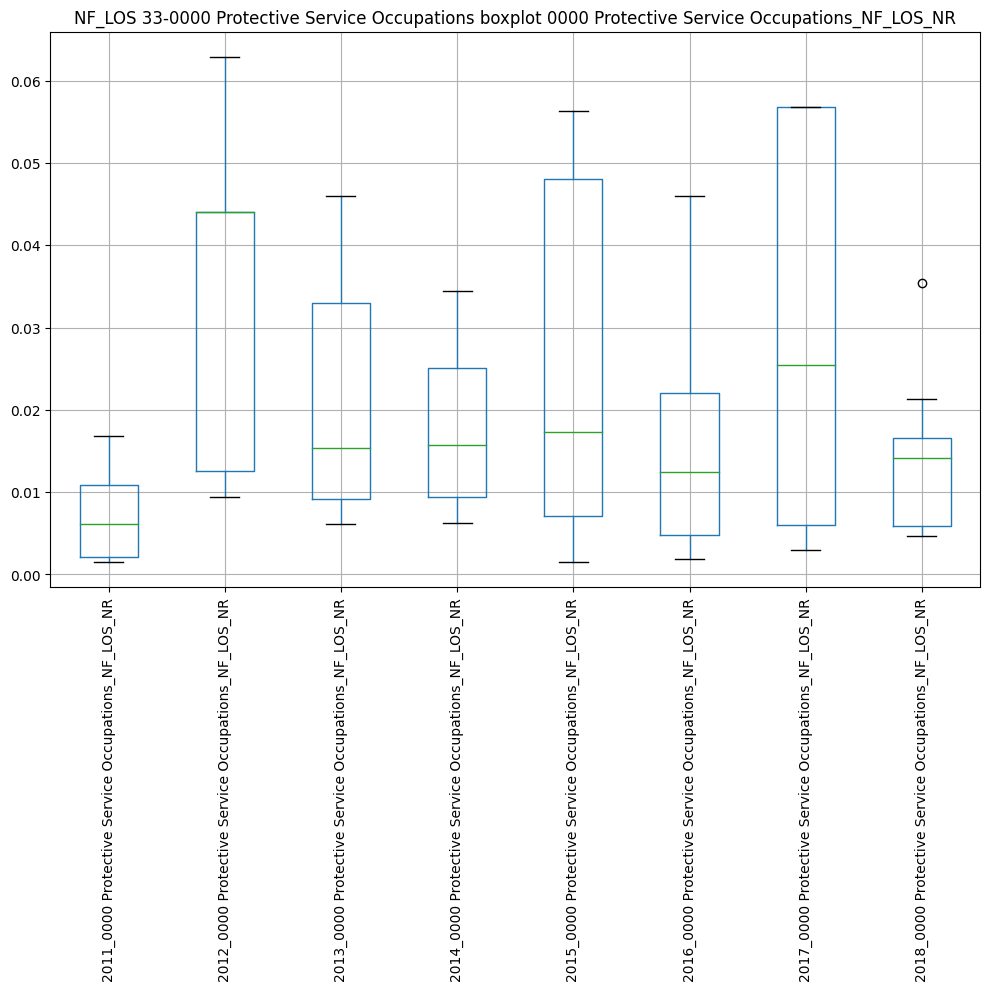 NF_LOS 33-0000 Protective Service Occupations boxplot 0000 Protective Service Occupations_NF_LOS_NR
0.06
0.05
0.04
0.03
0.02
0.01
0.00
2011_0000 Protective Service Occupations_NF_LOS_NR
2012_0000 Protective Service Occupations_NF_LOS_NR
2013_0000 Protective Service Occupations_NF_LOS_NR
2014_0000 Protective Service Occupations_NF_LOS_NR
2015_0000 Protective Service Occupations_NF_LOS_NR
2016_0000 Protective Service Occupations_NF_LOS_NR
2017_0000 Protective Service Occupations_NF_LOS_NR
2018_0000 Protective Service Occupations_NF_LOS_NR